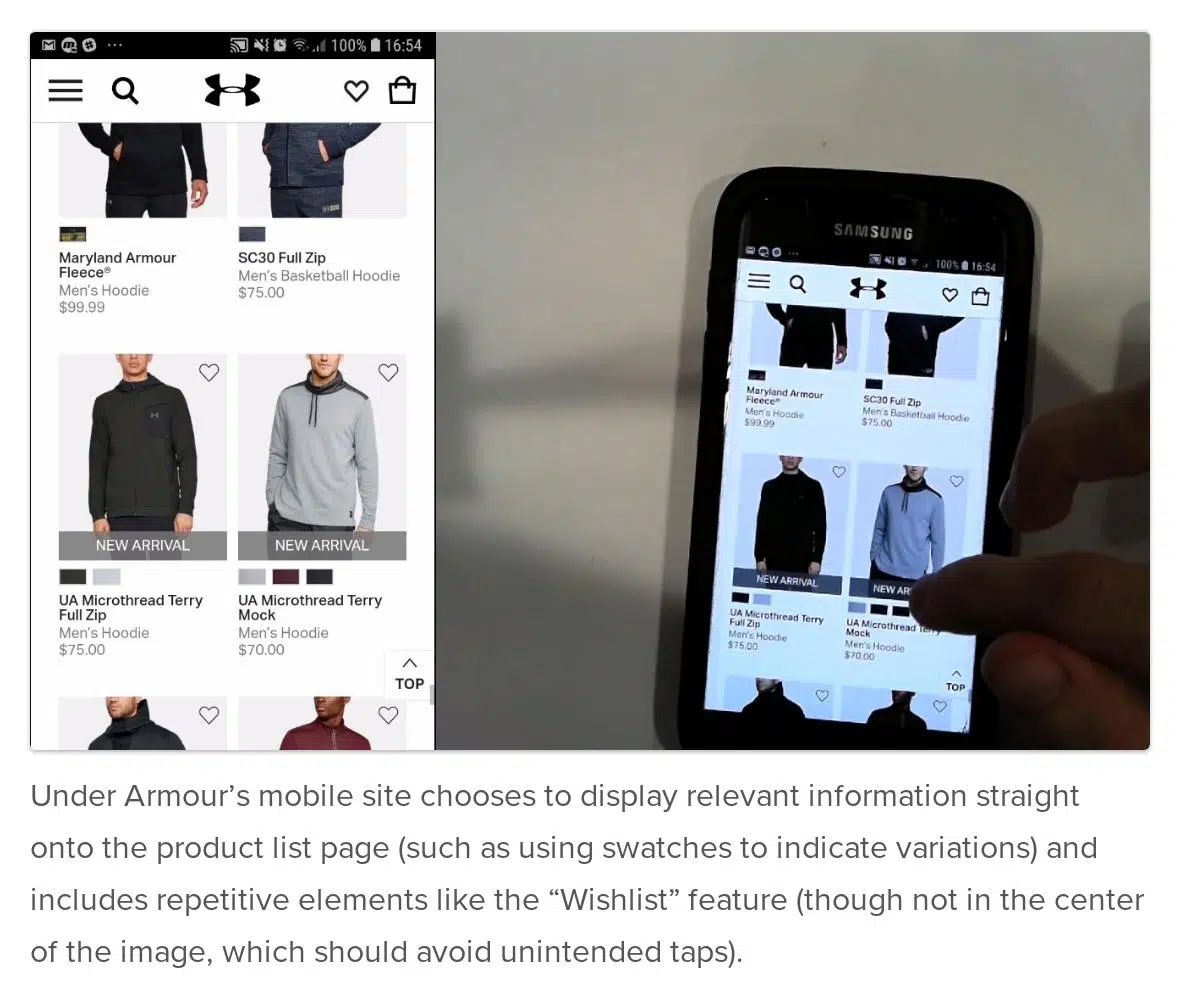 100% 16:54
Maryland Armour
Fleece®
Men's Hoodie
$99.99
SC30 Full Zip
Men's Basketball Hoodie
$75.00
NEW ARRIVAL
NEW ARRIVAL
UA Microthread Terry
Full Zip
Men's Hoodie
$75.00
UA Microthread Terry
Mock
Men's Hoodie
$70.00
TOP
SAMSUNG
100% 16:54
Maryland Armour
Fleece®
Men's Hoodie
$99.99
SC30 Full Zip
Men's Basketball Hoodie
$75.00
NEW ARRIVAL
NEW AR
UA Microthread Terry
Full Zip
Men's Hoodie
$75.00
UA Microthread Terry
Mock
Men's Hoodie
$70.00
TOP
Under Armour’s mobile site chooses to display relevant information straight
onto the product list page (such as using swatches to indicate variations) and
includes repetitive elements like the “Wishlist” feature (though not in the center
of the image, which should avoid unintended taps).